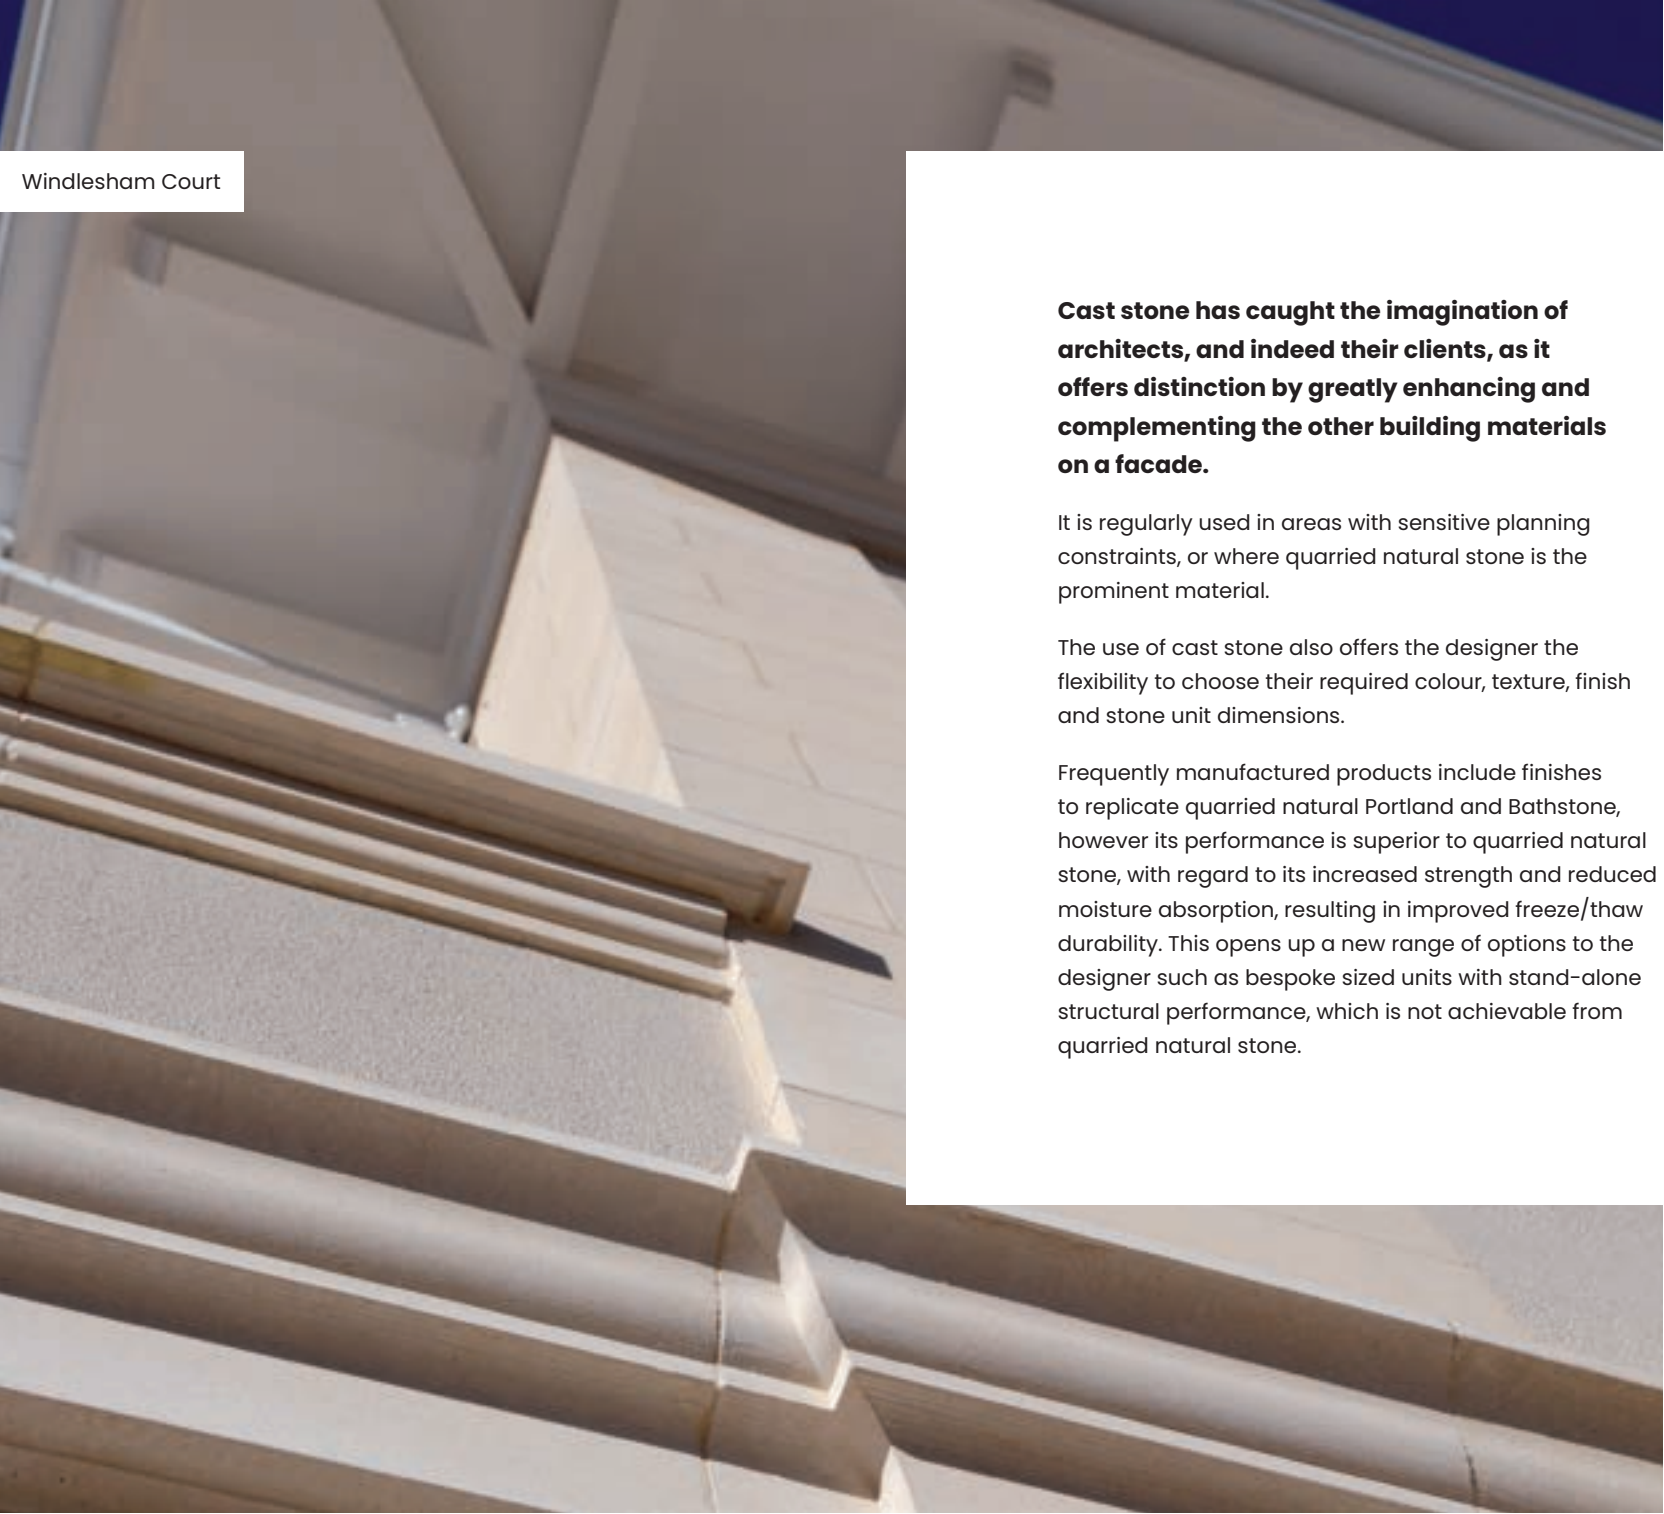 Windlesham Court
Cast stone has caught the imagination of
architects, and indeed their clients, as it
offers distinction by greatly enhancing and
complementing the other building materials
on a facade.
It is regularly used in areas with sensitive planning
constraints, or where quarried natural stone is the
prominent material.
The use of cast stone also offers the designer the
flexibility to choose their required colour, texture, finish
and stone unit dimensions.
Frequently manufactured products include finishes
to replicate quarried natural Portland and Bathstone,
however its performance is superior to quarried natural
stone, with regard to its increased strength and reduced
moisture absorption, resulting in improved freeze/thaw
durability. This opens up a new range of options to the
designer such as bespoke sized units with stand-alone
structural performance, which is not achievable from
quarried natural stone.